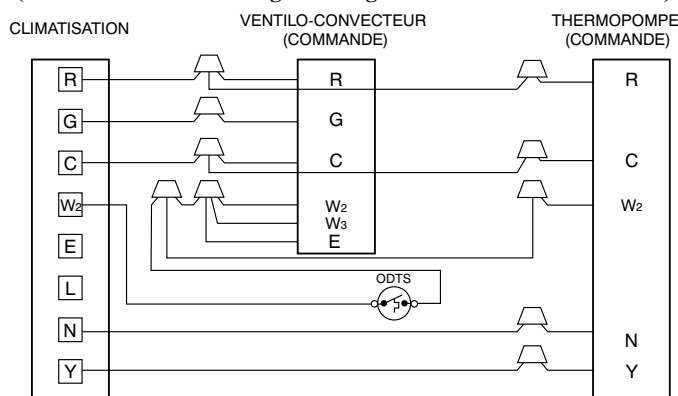 CLIMATISATION
VENTILO-CONVECTEUR
(COMMANDE)
THERMOPOMPE
(COMMANDE)
R
G
C
W2
E
L
N
Y
R
G
C
W2
W3
E
ODTS
R
C
W2
N
Y